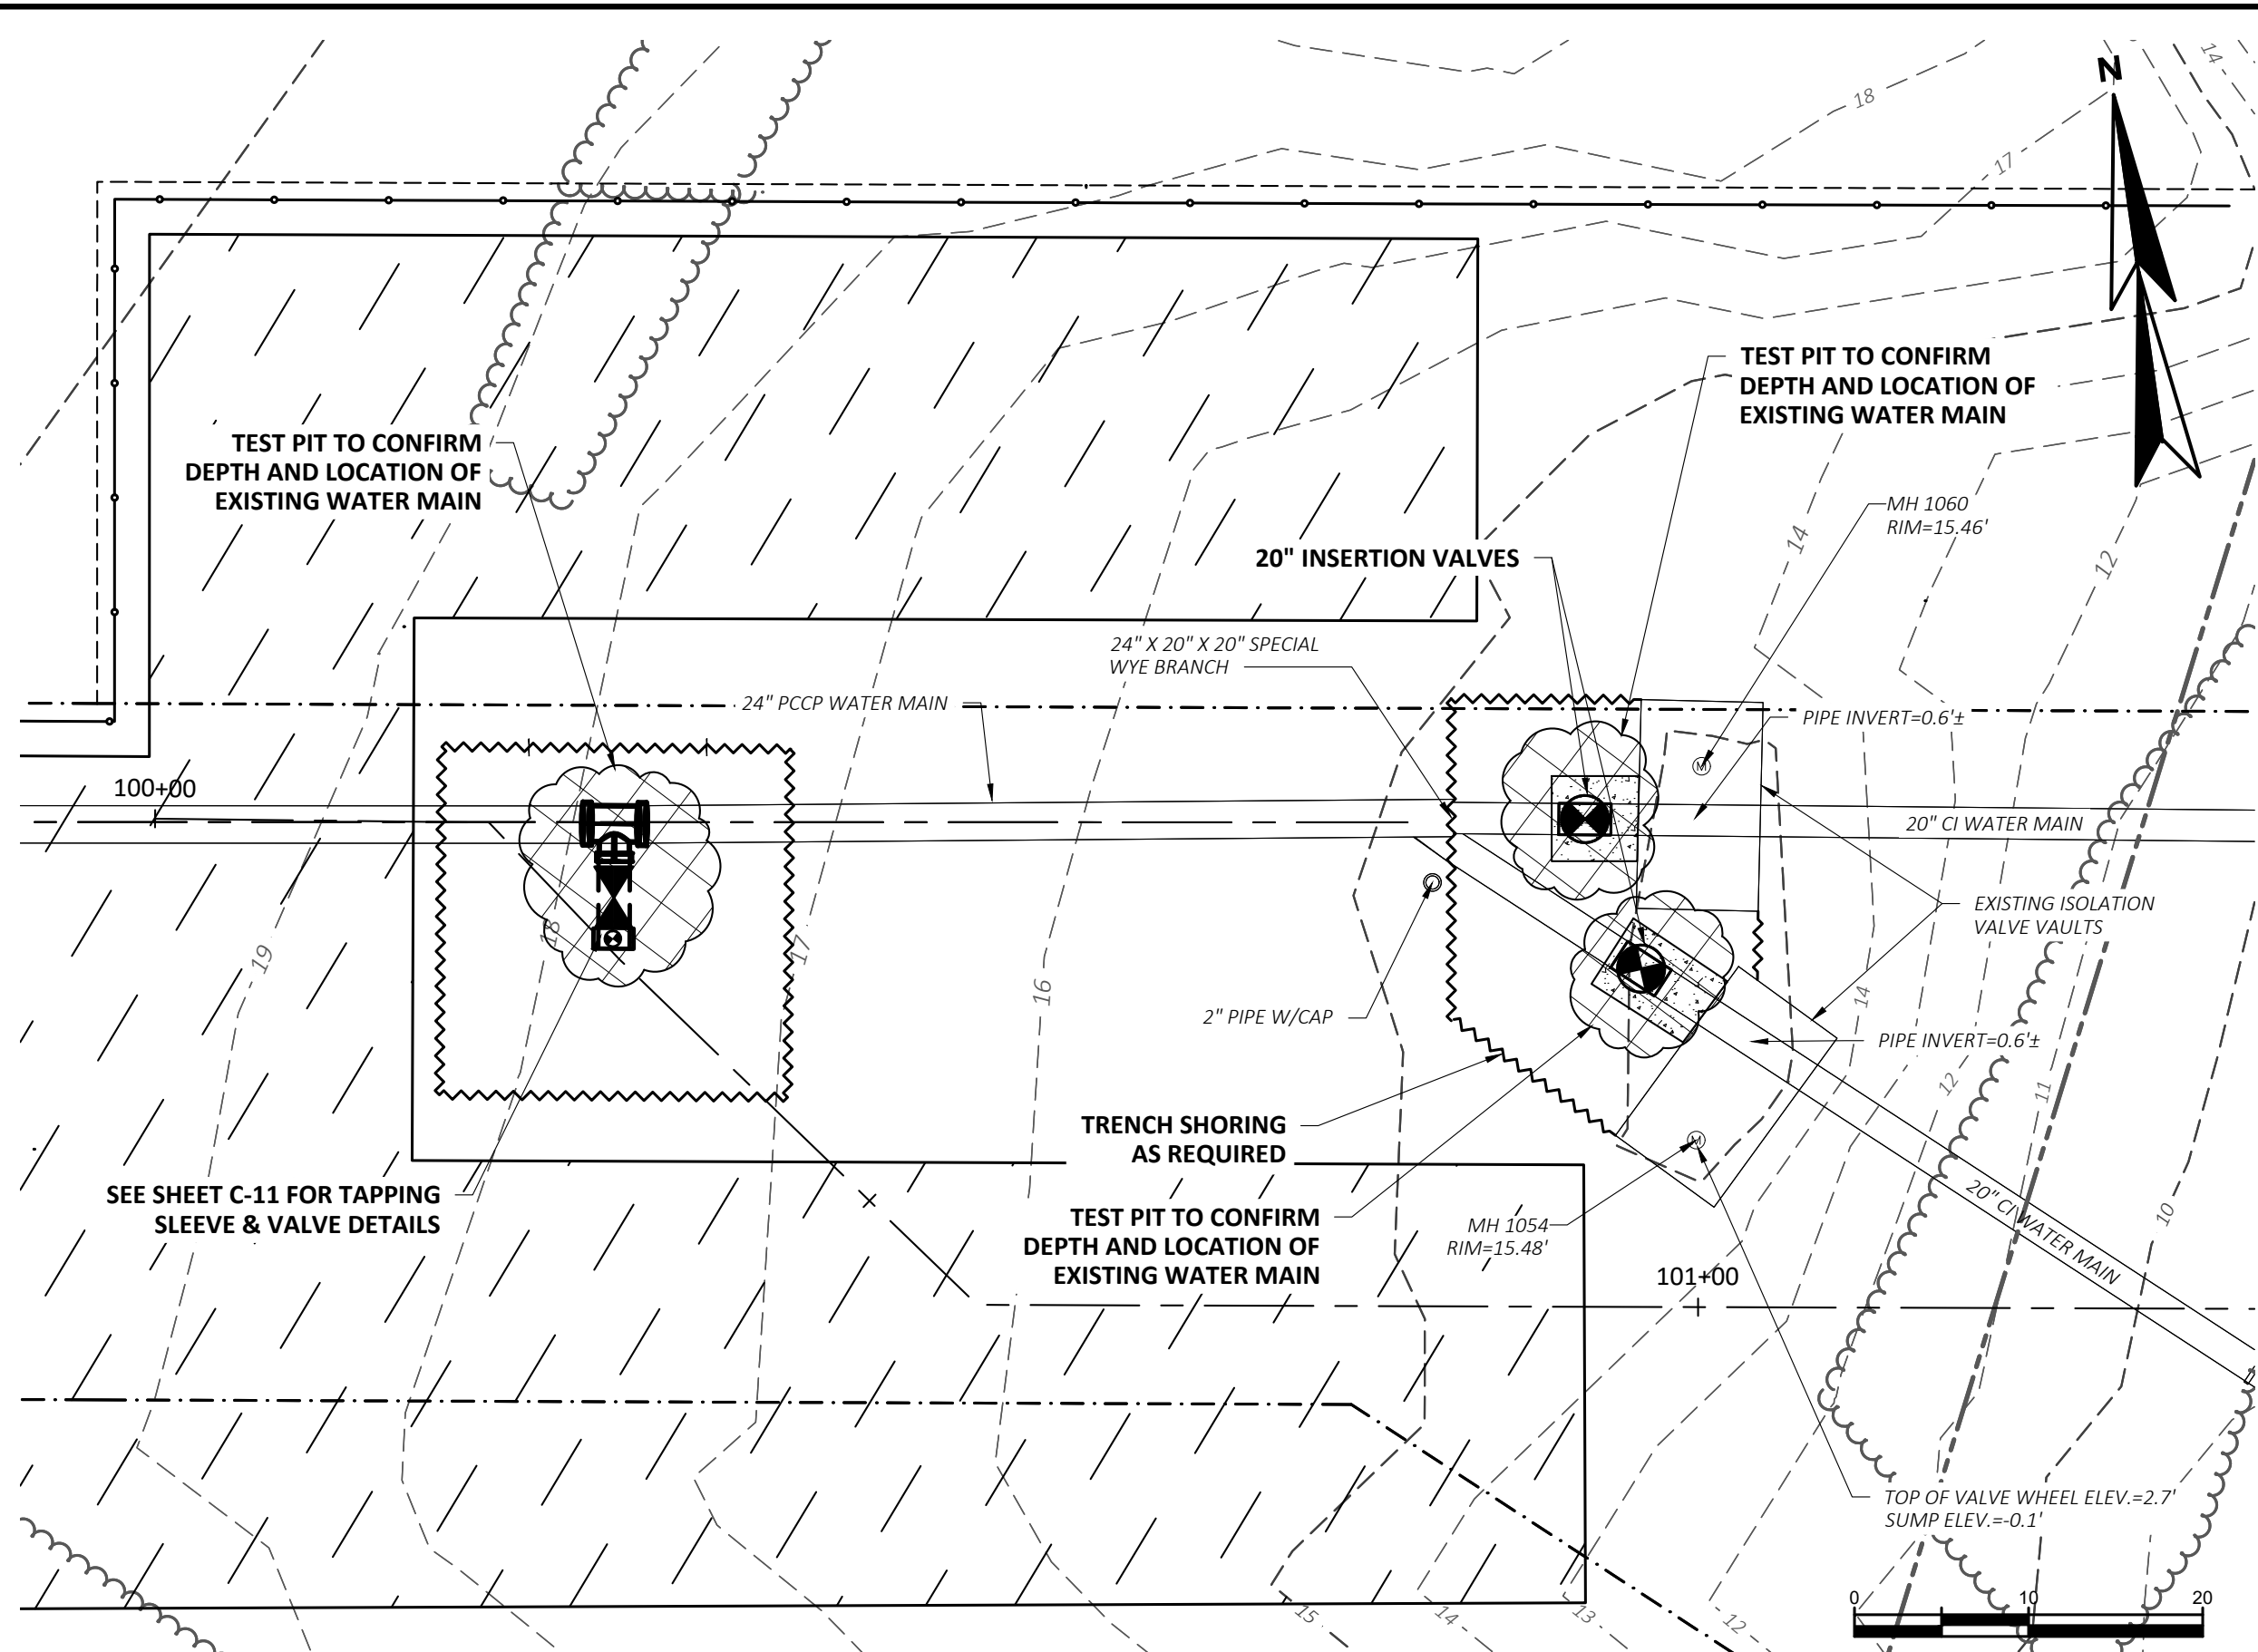 N
14
18
17
TEST PIT TO CONFIRM
DEPTH AND LOCATION OF
EXISTING WATER MAIN
TEST PIT TO CONFIRM
DEPTH AND LOCATION OF
EXISTING WATER MAIN
MH 1060
RIM=15.46'
14
12
20" INSERTION VALVES
24" X 20" X 20" SPECIAL
WYE BRANCH
24" PCCP WATER MAIN
PIPE INVERT=0.6'±
100+00
M
20" CI WATER MAIN
EXISTING ISOLATION
VALVE VAULTS
19
18
17
16
2" PIPE W/CAP
14
PIPE INVERT=0.6'±
12
11
TRENCH SHORING
AS REQUIRED
M
SEE SHEET C-11 FOR TAPPING
SLEEVE & VALVE DETAILS
TEST PIT TO CONFIRM
DEPTH AND LOCATION OF
EXISTING WATER MAIN
MH 1054
RIM=15.48'
20" CI WATER MAIN
10
101+00
TOP OF VALVE WHEEL ELEV.=2.7'
SUMP ELEV.=-0.1'
15
14
13
12
0 10 20